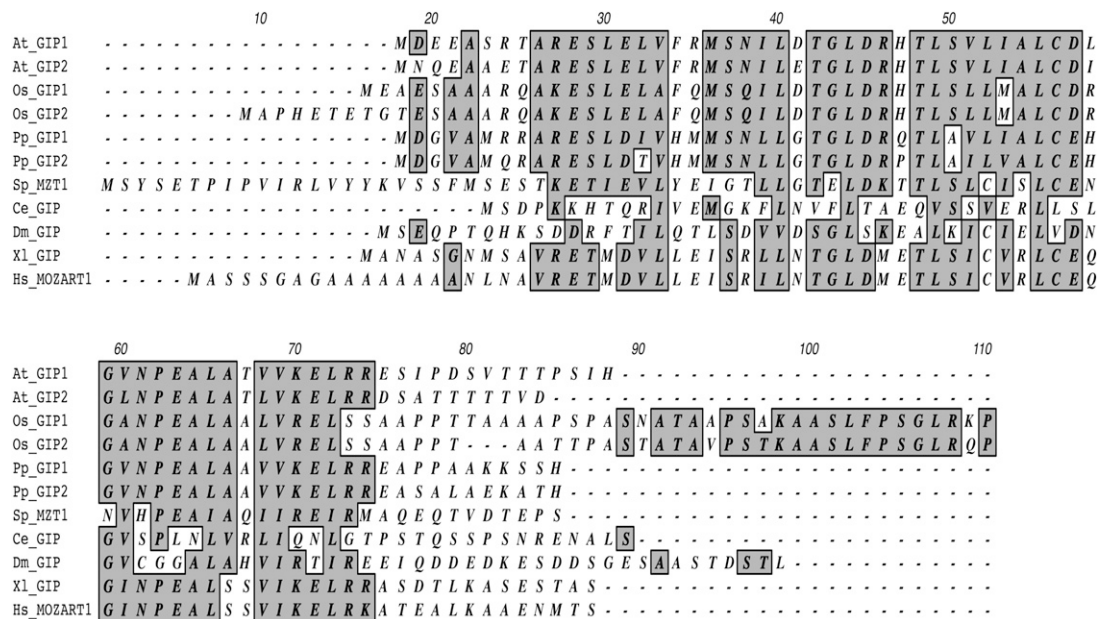 10 20 30 40 50
At_GIP1 - - - - - - - - - - - - - - - - - M D E E A S R T A R E S L E L V F R M S N I L D T G L D R H T L S V L I A L C D L
At_GIP2 - - - - - - - - - - - - - - - - - M N Q E A A E T A R E S L E L V F R M S N I L E T G L D R H T L S V L I A L C D I
Os_GIP1 - - - - - - - - - - - - - - - M E A E S A A A R Q A K E S L E L A F Q M S Q I L D T G L D R H T L S L L M A L C D R
Os_GIP2 - - - - - - - - M A P H E T E T G T E S A A A R Q A K E S L E L A F Q M S Q I L D T G L D R H T L S L L M A L C D R
Pp_GIP1 - - - - - - - - - - - - - - - - - M D G V A M R R A R E S L D I V H M M S N L L G T G L D R Q T L A V L I A L C E H
Pp_GIP2 - - - - - - - - - - - - - - - - - M D G V A M Q R A R E S L D T V H M M S N L L G T G L D R P T L A I L V A L C E H
Sp_MZT1 M S Y S E T P I P V I R L V Y Y K V S S F M S E S T K E T I E V L Y E I G T L L G T E L D K T T L S L C I S L C E N
Ce_GIP - - - - - - - - - - - - - - - - - - - - - - M S D P K K H T Q R I V E M G K F L N V F L T A E Q V S S V E R L L S L
Dm_GIP - - - - - - - - - - - - - - - - M S E Q P T Q H K S D D R F T I L Q T L S D V V D S G L S K E A L K I C I E L V D N
Xl_GIP - - - - - - - - - - - - - - - M A N A S G N M S A V R E T M D V L L E I S R L L N T G L D M E T L S I C V R L C E Q
Hs_MOZART1 - - - - - M A S S S G A G A A A A A A A A N L N A V R E T M D V L L E I S R I L N T G L D M E T L S I C V R L C E Q
60 70 80 90 100 110
At_GIP1 G V N P E A L A T V V K E L R R E S I P D S V T T T P S I H - - - - - - - - - - - - - - - - - - - - - -
At_GIP2 G L N P E A L A T L V K E L R R D S A T T T T T V D - - - - - - - - - - - - - - - - - - - - - - - - - -
Os_GIP1 G A N P E A L A A L V R E L S S A A P P T T A A A A P S P A S N A T A A P S A K A A S L F P S G L R K P
Os_GIP2 G A N P E A L A A L V R E L S S A A P P T - - - A A T T P A S T A T A V P S T K A A S L F P S G L R Q P
Pp_GIP1 G V N P E A L A A V V K E L R R E A P P A A K K S S H - - - - - - - - - - - - - - - - - - - - - - - - -
Pp_GIP2 G V N P E A L A A V V K E L R R E A S A L A E K A T H - - - - - - - - - - - - - - - - - - - - - - - - -
Sp_MZT1 N V H P E A I A Q I I R E I R M A Q E Q T V D T E P S - - - - - - - - - - - - - - - - - - - - - - - - -
Ce_GIP G V S P L N L V R L I Q N L G T P S T Q S S P S N R E N A L S - - - - - - - - - - - - - - - - - - - - -
Dm_GIP G V C G G A L A H V I R T I R E E I Q D D E D K E S D D S G E S A A S T D S T L - - - - - - - - - - - -
Xl_GIP G I N P E A L S S V I K E L R R A S D T L K A S E S T A S - - - - - - - - - - - - - - - - - - - - - - -
Hs_MOZART1 G I N P E A L S S V I K E L R K A T E A L K A A E N M T S - - - - - - - - - - - - - - - - - - - - - - -